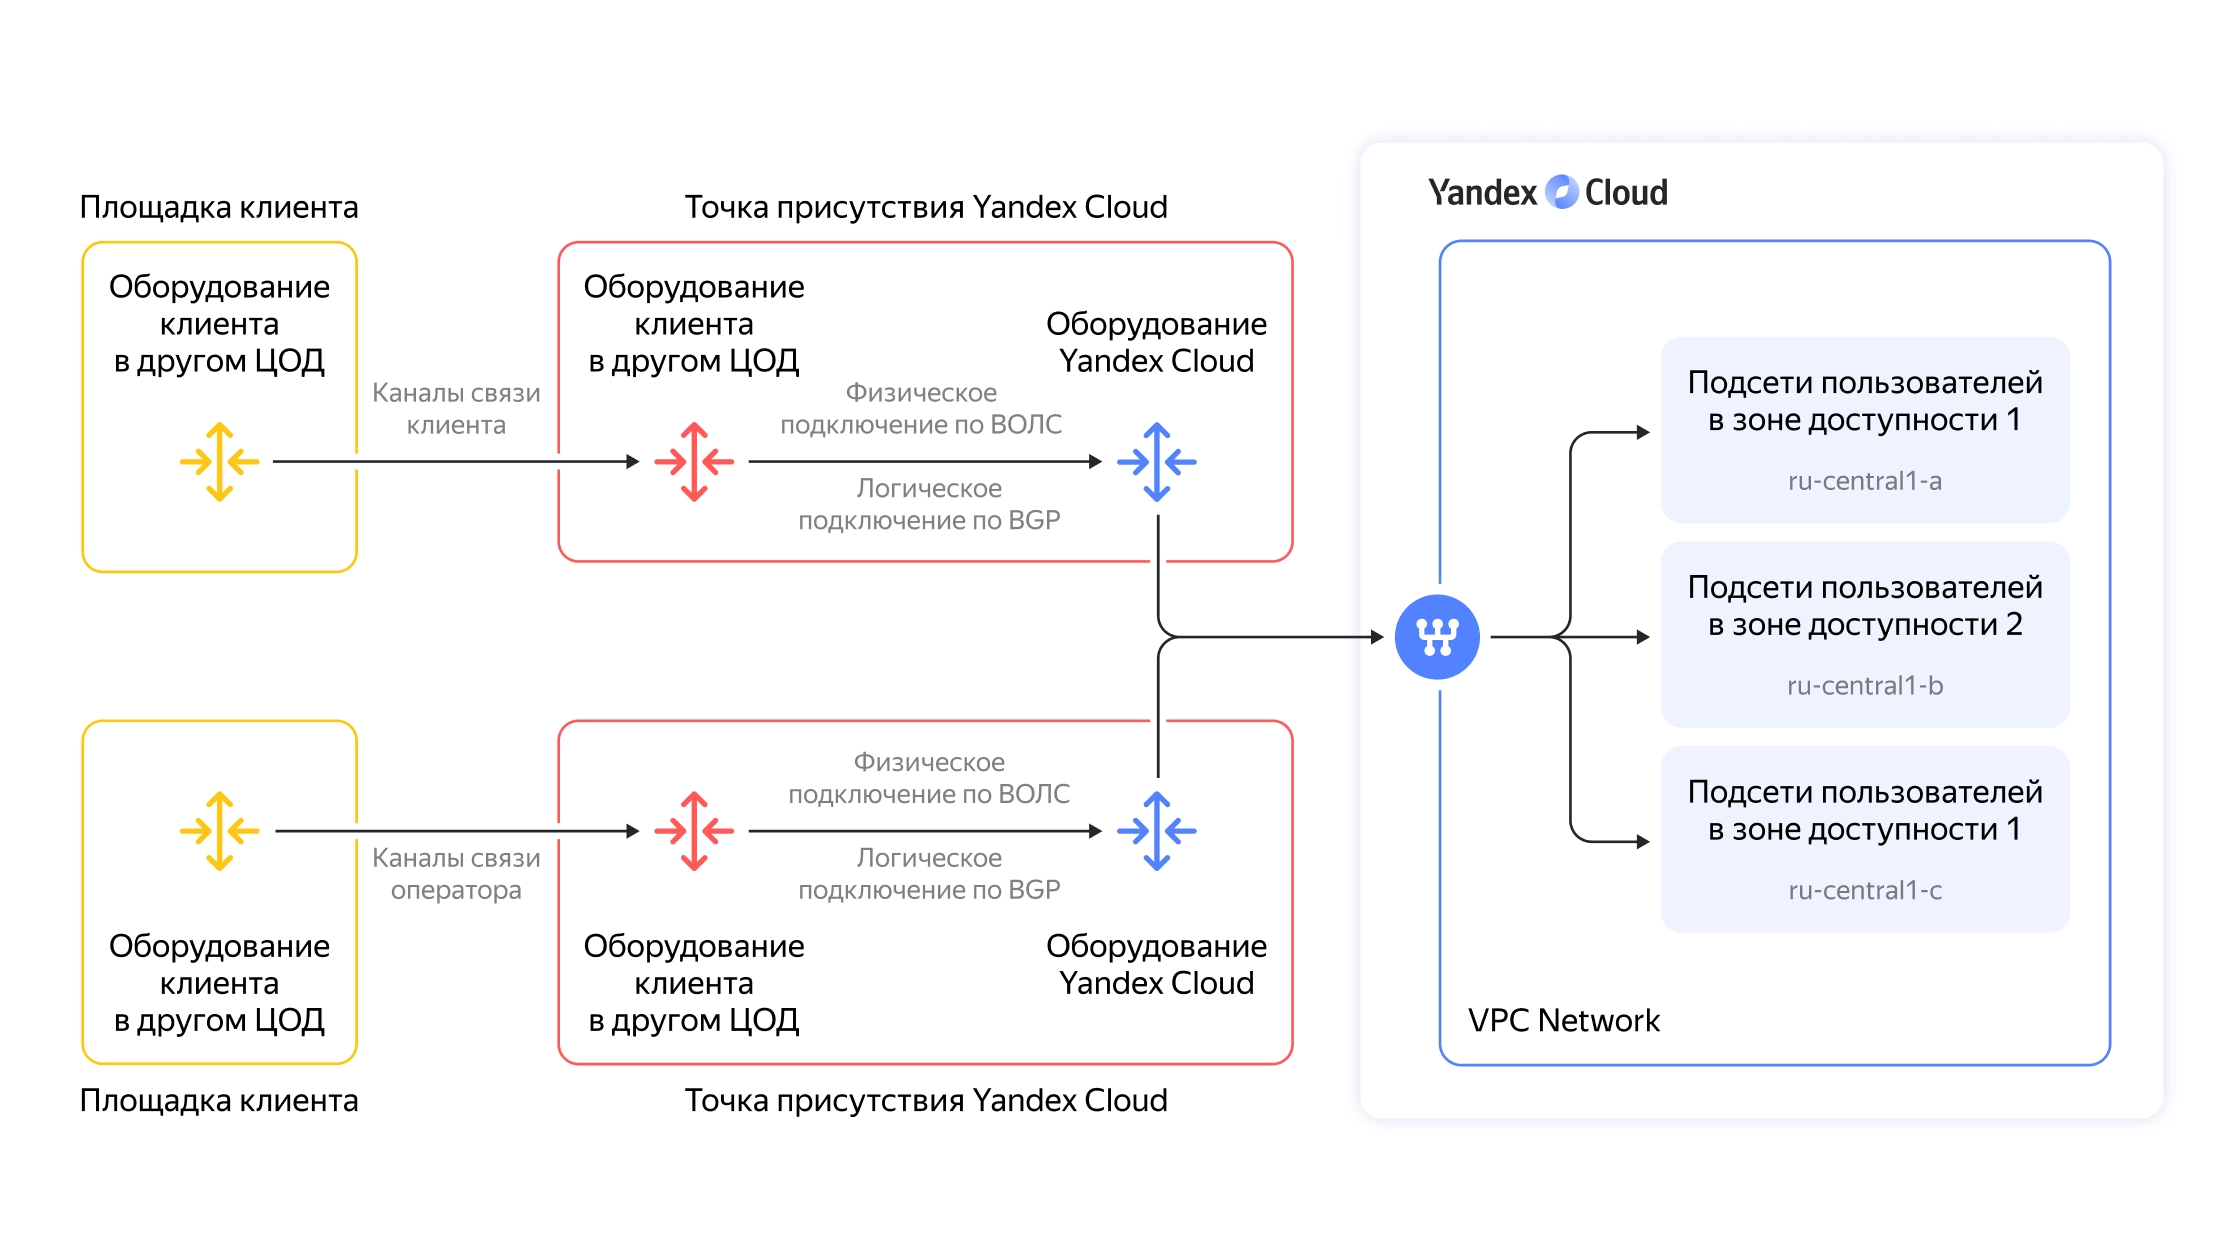 Площадка клиента
Оборудование
клиента
в другом ЦОД
Каналы связи
клиента
Точка присутствия Yandex Cloud
Оборудование
клиента
в другом ЦОД
Физическое
подключение по ВОЛС
Логическое
подключение по BGP
Оборудование
Yandex Cloud
Каналы связи
оператора
Оборудование
клиента
в другом ЦОД
Площадка клиента
Физическое
подключение по ВОЛС
Логическое
подключение по BGP
Оборудование
клиента
в другом ЦОД
Оборудование
Yandex Cloud
Точка присутствия Yandex Cloud
Yandex Cloud
Подсети пользователей
в зоне доступности 1
ru-central1-a
Подсети пользователей
в зоне доступности 2
ru-central1-b
Подсети пользователей
в зоне доступности 1
ru-central1-c
VPC Network